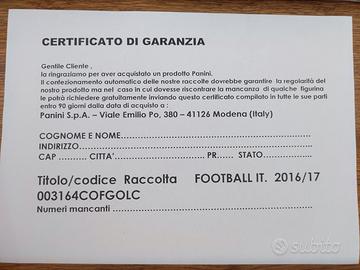 CERTIFICATO DI GARANZIA
Gentile Cliente ,
la ringraziamo per aver acquistato un prodotto Panini.
Il confezionamento automatico delle nostre raccolte dovrebbe garantire la regolarità del
nostro prodotto ma nel caso in cui dovesse riscontrare la mancanza di qualche figurina
le potrà richiedere gratuitamente inviando questo certificato compilato in tutte le sue parti
entro 90 giorni dalla data di acquisto a :
Panini S.p.A. – Viale Emilio Po, 380 – 41126 Modena (Italy)
COGNOME E NOME
INDIRIZZO
CAP .......... CITTA' .................. PR...... STATO
Titolo/codice Raccolta FOOTBALL IT. 2016/17
003164COFGOLC
Numeri mancanti
subito.it